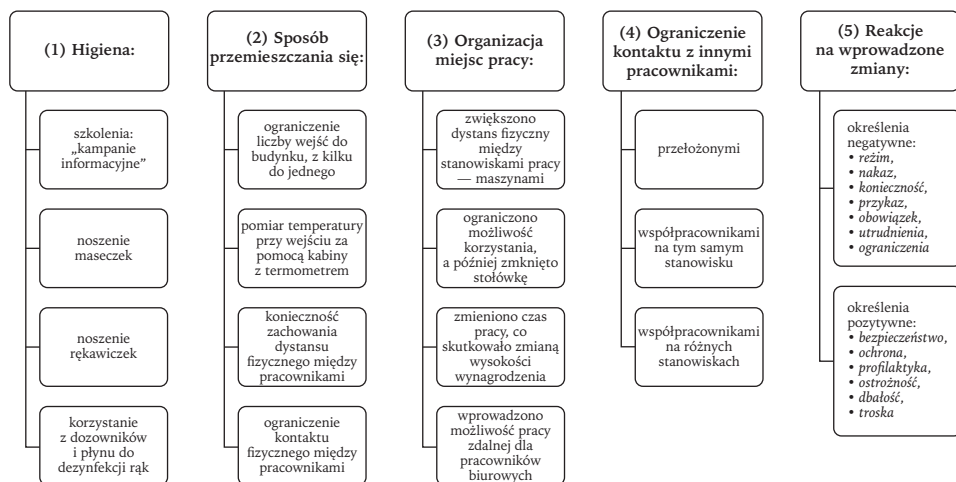 (1) Higiena:
szkolenia:
„kampanie
informacyjne”
noszenie
maseczek
noszenie
rękawiczek
korzystanie
z dozowników
i płynu do
dezynfekcji rąk
(2) Sposób
przemieszczania się:
ograniczenie
liczby wejść do
budynku, z kilku
do jednego
pomiar temperatury
przy wejściu za
pomocą kabiny
z termometrem
konieczność
zachowania
dystansu
fizycznego między
pracownikami
ograniczenie
kontaktu
fizycznego między
pracownikami
(3) Organizacja
miejsc pracy:
zwiększono
dystans fizyczny
między
stanowiskami pracy
— maszynami
ograniczono
możliwość
korzystania,
a później zmknięto
stołówkę
zmieniono czas
pracy, co
skutkowało zmianą
wysokości
wynagrodzenia
wprowadzono
możliwość pracy
zdalnej dla
pracowników
biurowych
(4) Ograniczenie
kontaktu z innymi
pracownikami:
przełożonymi
współpracownikami
na tym samym
stanowisku
współpracownikami
na różnych
stanowiskach
(5) Reakcje
na wprowadzone
zmiany:
określenia
negatywne:
• reżim,
• nakaz,
• konieczność,
• przykaz,
• obowiązek,
• utrudnienia,
• ograniczenia
określenia
pozytywne:
• bezpieczeństwo,
• ochrona,
• profilaktyka,
• ostrożność,
• dbałość,
• troska